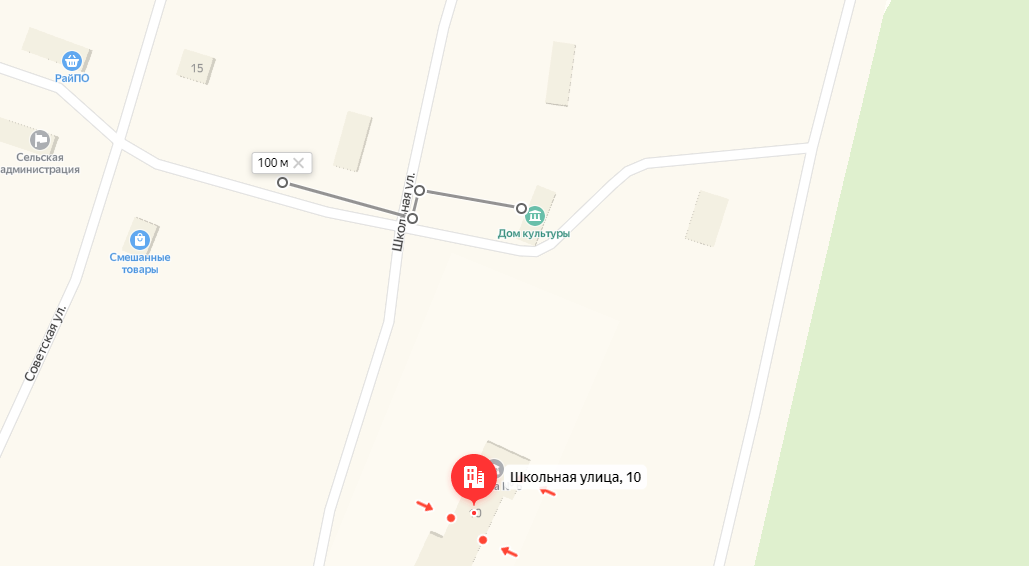 РайПО
15
Сельская
администрация
100 м
Школьная ул.
Дом культуры
Смешанные
товары
Советская ул.
Школьная улица, 10